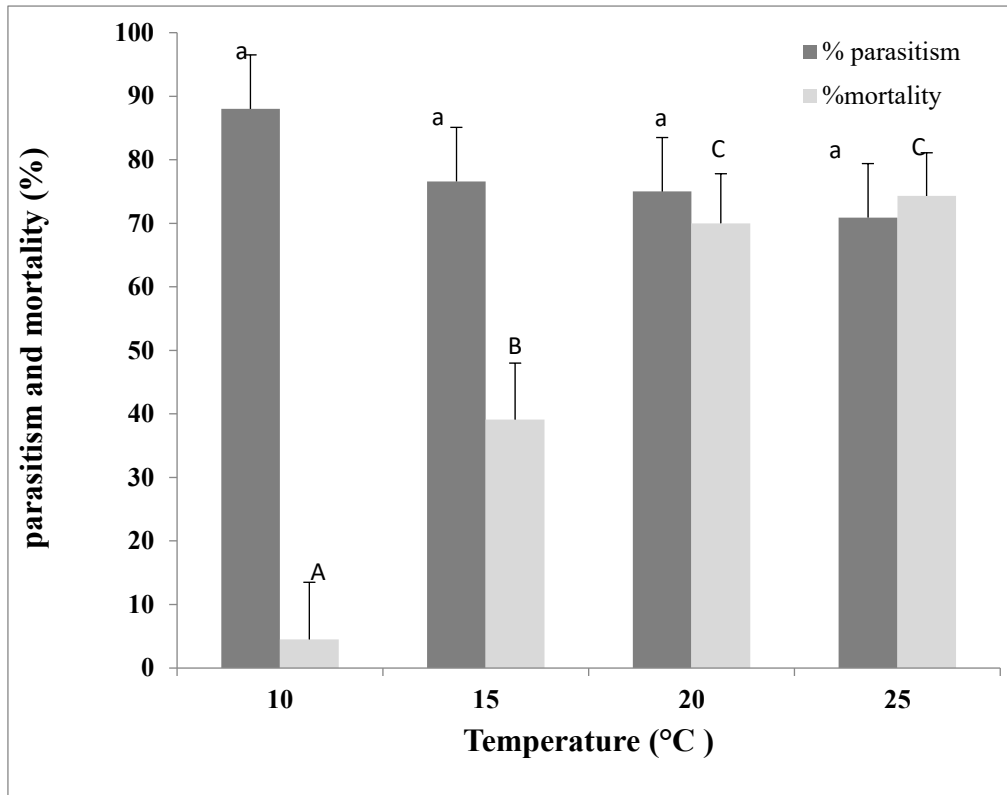 parasitism and mortality (%)
100
90
80
70
60
50
40
30
20
10
0
% parasitism
%mortality
a
A
a
B
a
C
a
C
10
15
20
25
Temperature (°C )